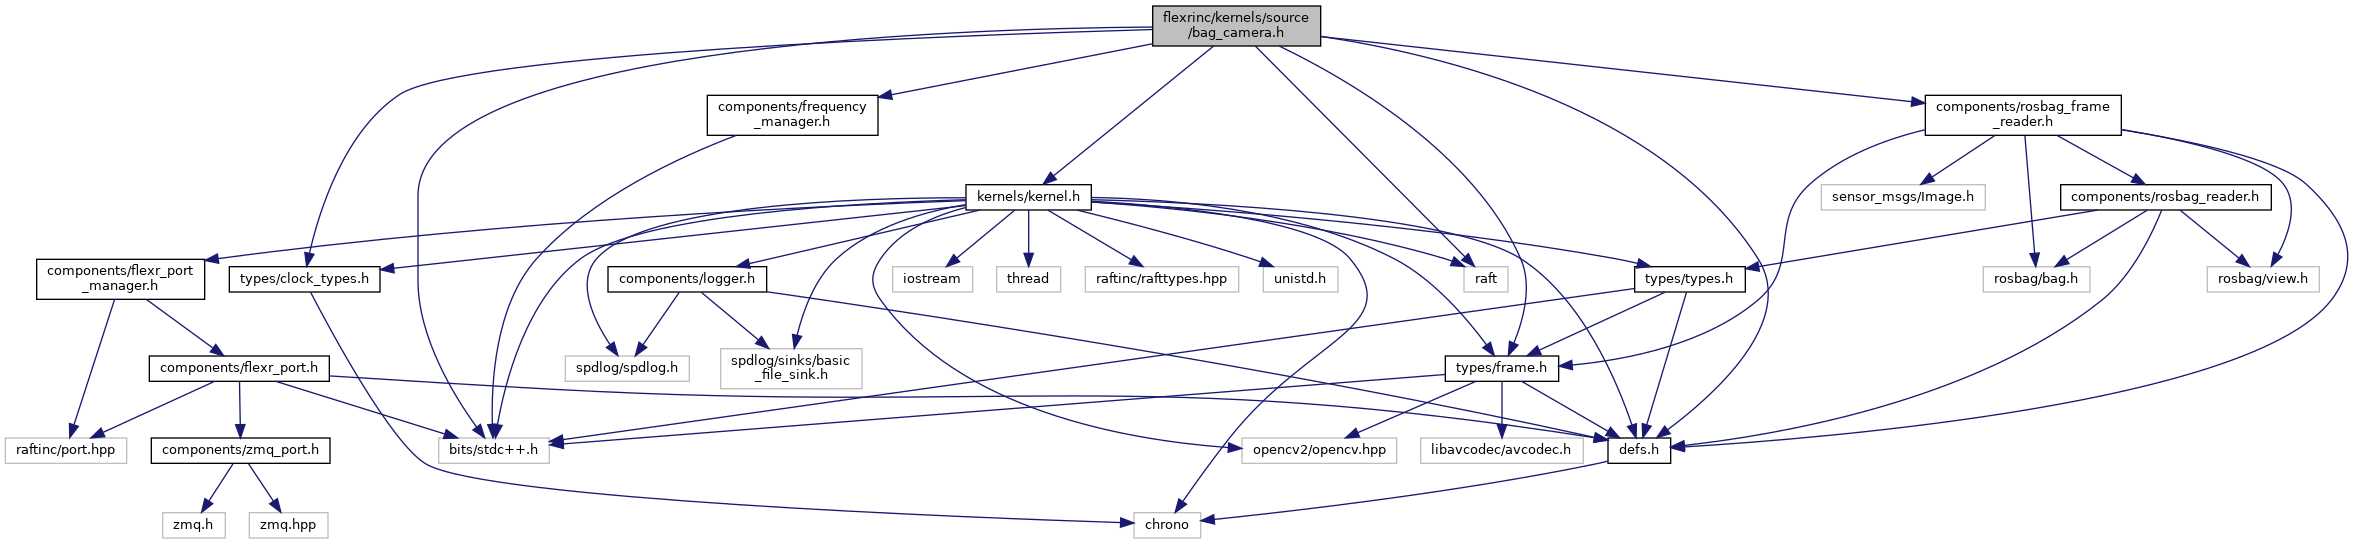 flexrinc/kernels/source
/bag_camera.h
components/frequency
_manager.h
components/rosbag_frame
_reader.h
kernels/kernel.h
sensor_msgs/Image.h
components/rosbag_reader.h
components/flexr_port
_manager.h
types/clock_types.h
components/logger.h
iostream
thread
raftinc/rafttypes.hpp
unistd.h
raft
types/types.h
rosbag/bag.h
rosbag/view.h
components/flexr_port.h
spdlog/spdlog.h
spdlog/sinks/basic
_file_sink.h
types/frame.h
raftinc/port.hpp
components/zmq_port.h
bits/stdc++.h
opencv2/opencv.hpp
libavcodec/avcodec.h
defs.h
zmq.h
zmq.hpp
chrono